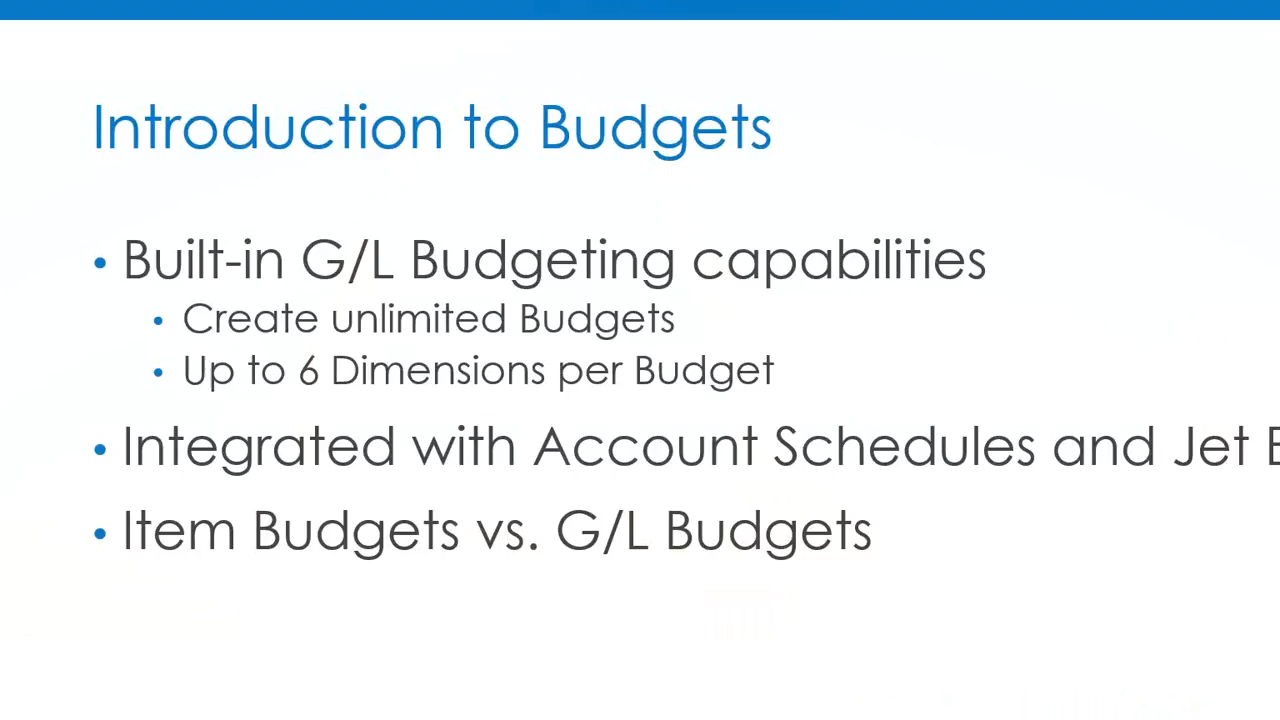 Introduction to Budgets
• Built-in G/L Budgeting capabilities
• Create unlimited Budgets
• Up to 6 Dimensions per Budget
• Integrated with Account Schedules and Jet
• Item Budgets vs. G/L Budgets